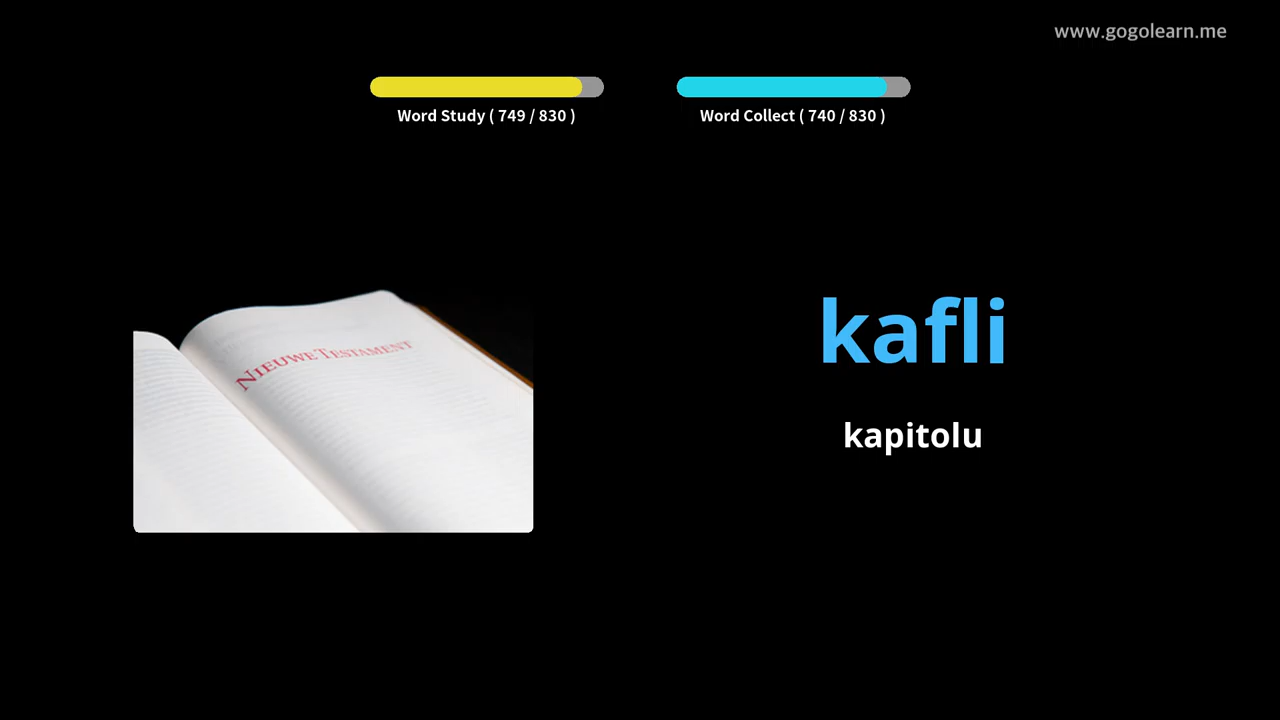 www.gogolearn.me
Word Study ( 749 / 830 )
Word Collect ( 740 / 830 )
NIEUWE TESTAMENT
kafli
kapitolu